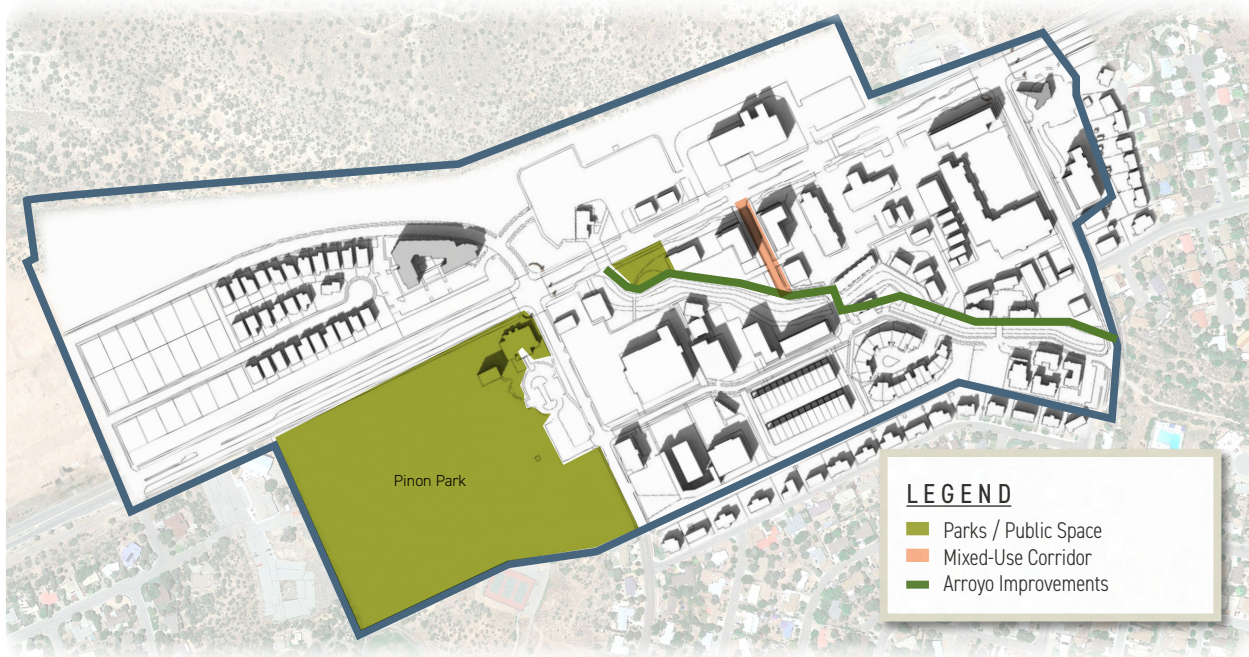 Pinon Park
LEGEND
Parks / Public Space
Mixed-Use Corridor
Arroyo Improvements